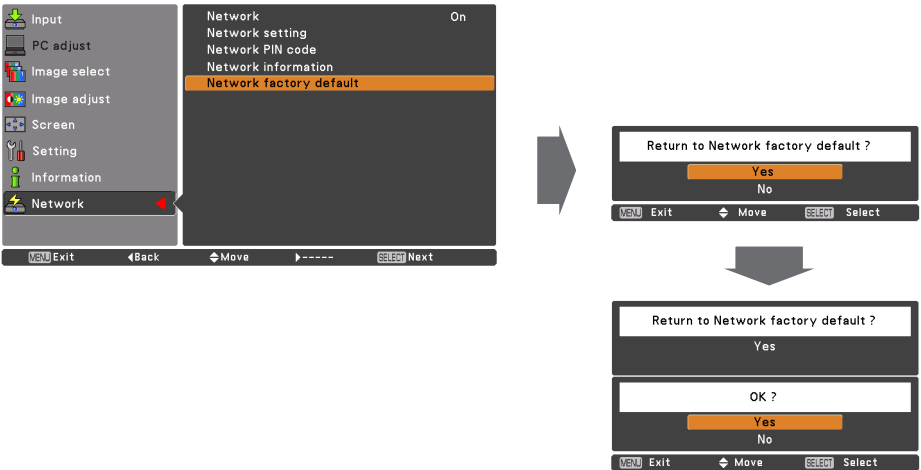 Input
PC adjust
Image select
Image adjust
Screen
Setting
Information
Network
Network On
Network setting
Network PIN code
Network information
Network factory default
MENU Exit ◀Back Move ▶----- SELECT Next
Return to Network factory default ?
Yes
No
MENU Exit Move SELECT Select
Return to Network factory default ?
Yes
OK ?
Yes
No
MENU Exit Move SELECT Select